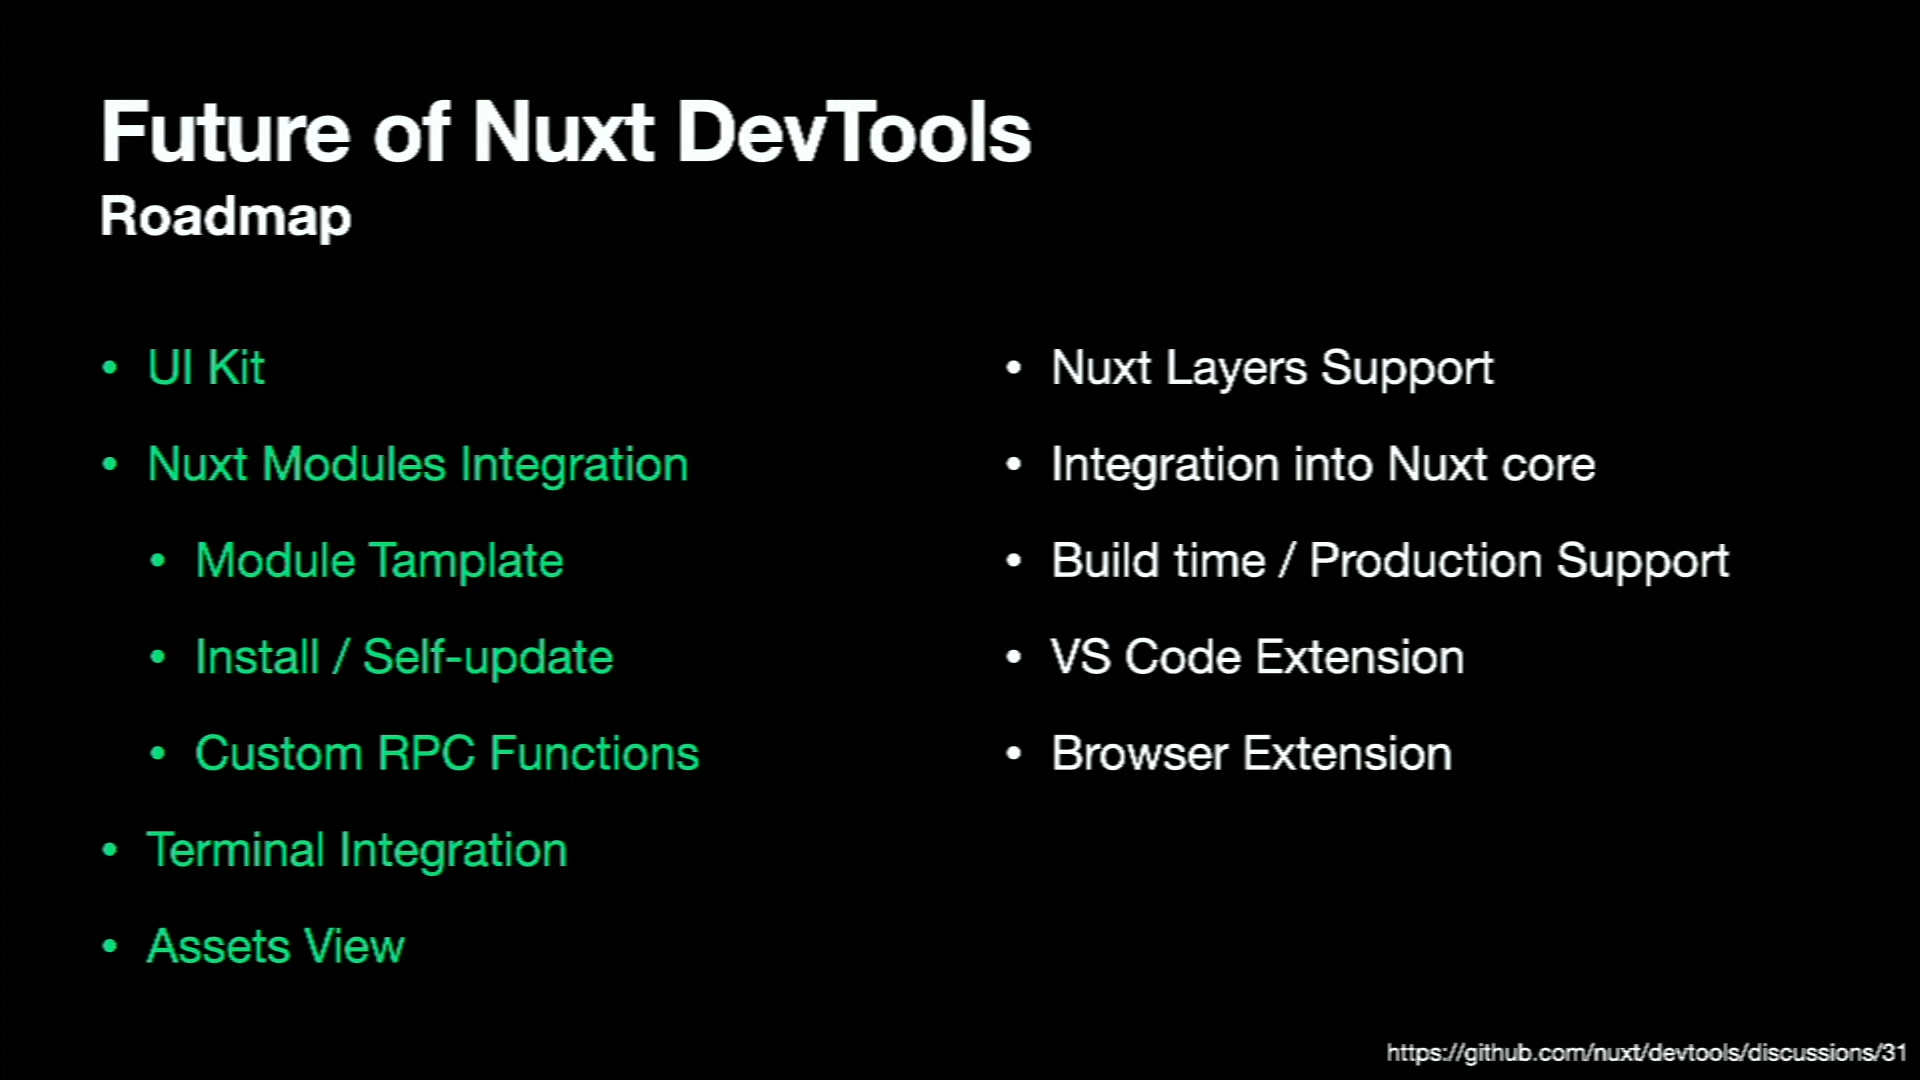 Future of Nuxt DevTools
Roadmap
• UI Kit
• Nuxt Modules Integration
• Module Tamplate
• Install / Self-update
• Custom RPC Functions
• Terminal Integration
• Assets View
• Nuxt Layers Support
• Integration into Nuxt core
• Build time / Production Support
• VS Code Extension
• Browser Extension
https://github.com/nuxt/devtools/discussions/31